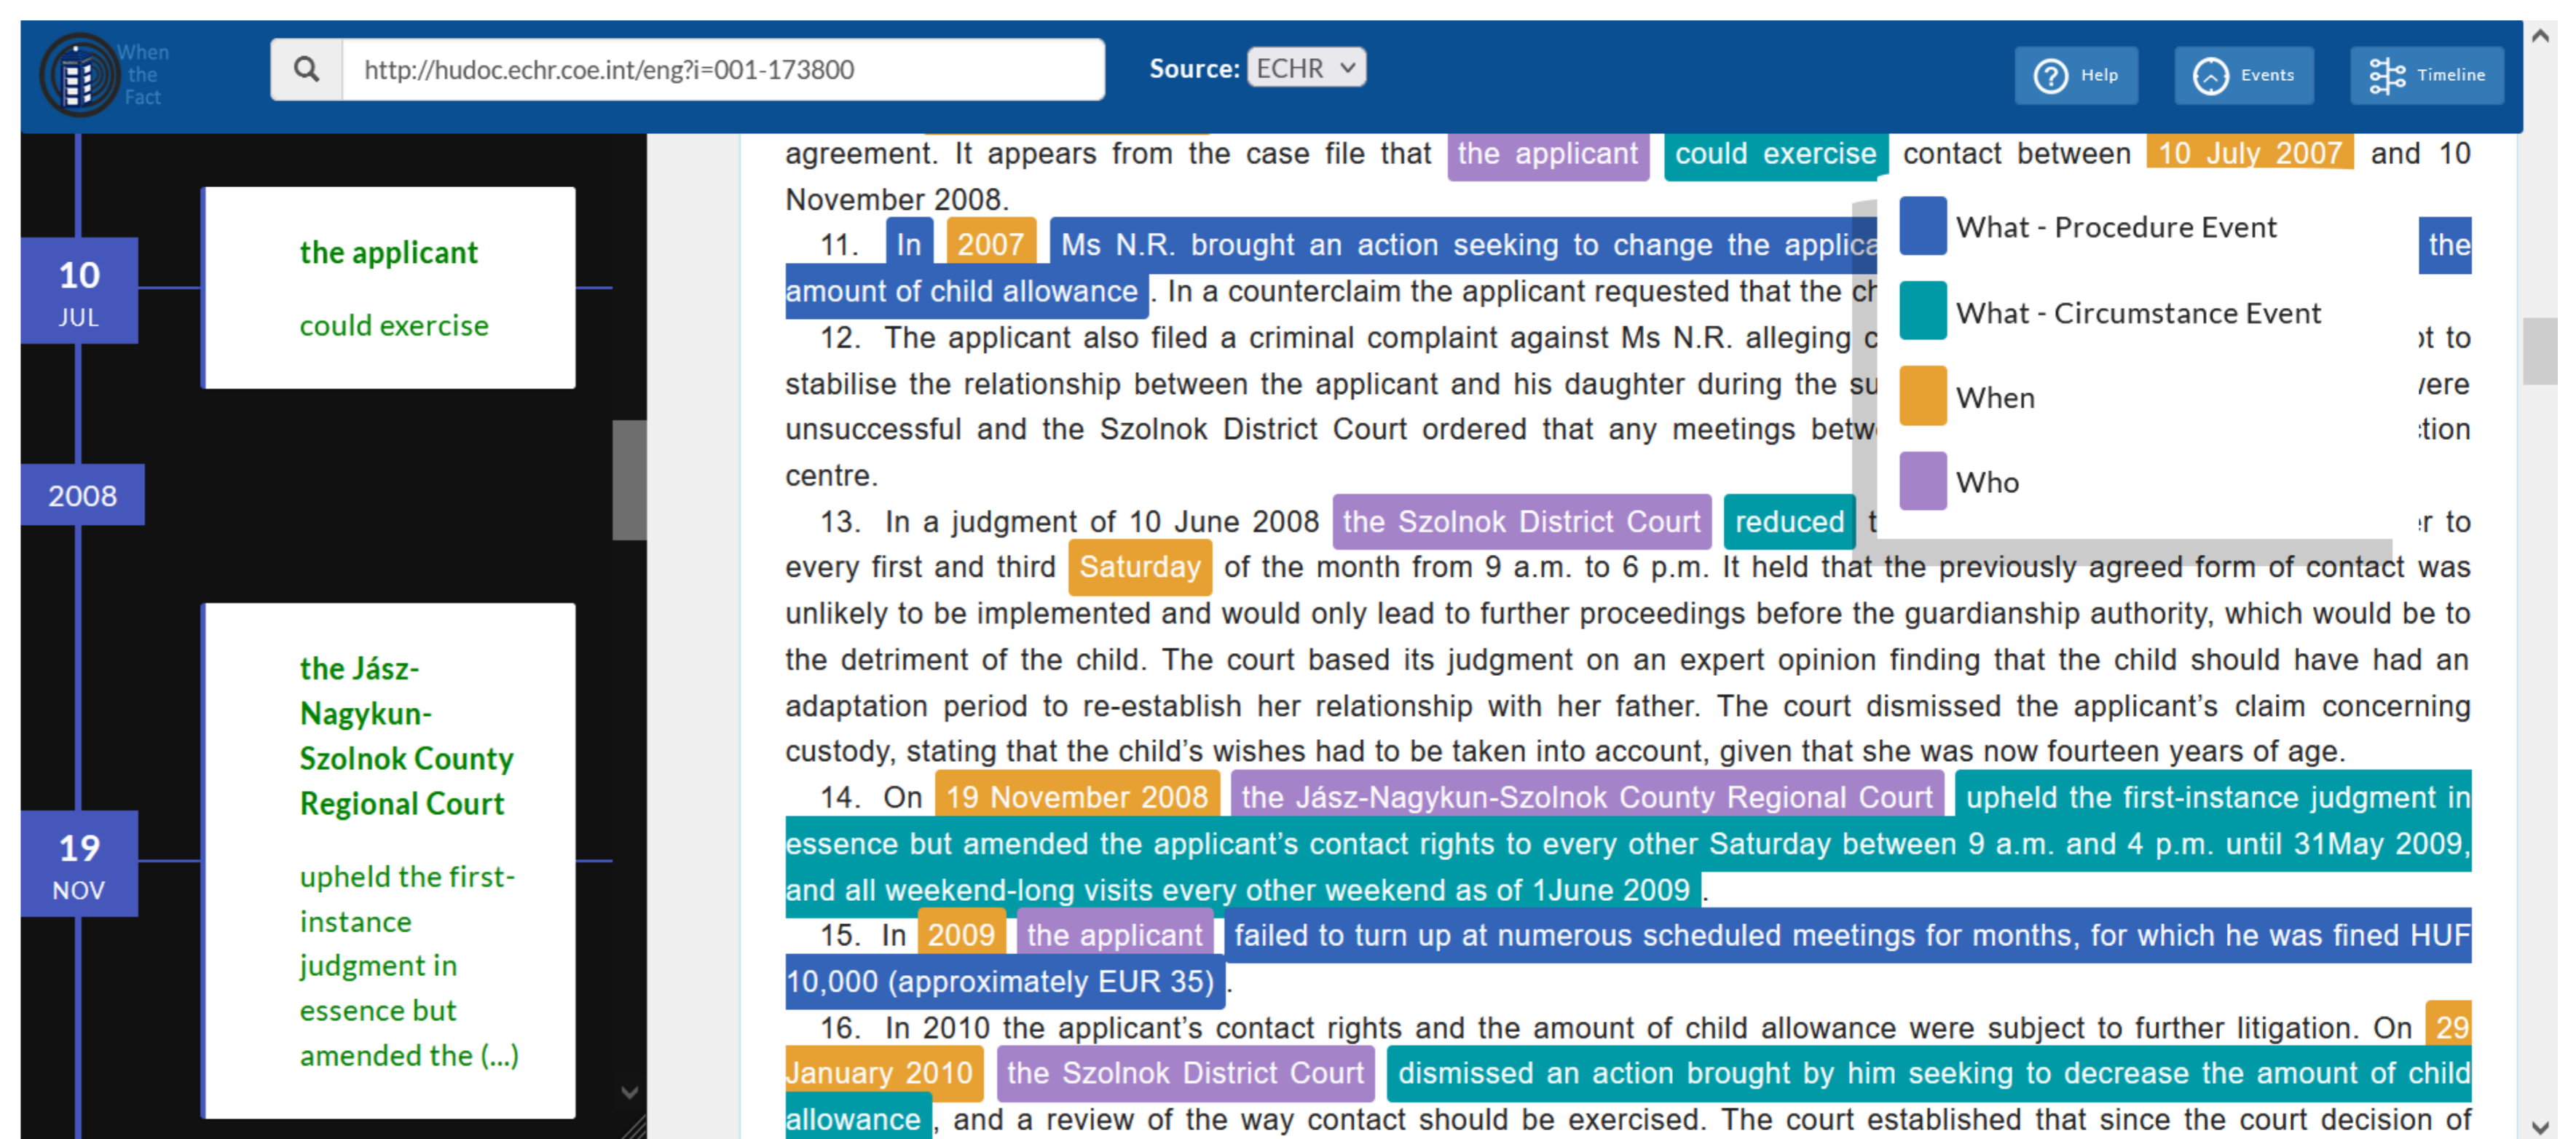 When
the
Fact
http://hudoc.echr.coe.int/eng?i=001-173800
Source: ECHR
Help
Events
Timeline
10
JUL
the applicant
could exercise
2008
19
NOV
the Jász-
Nagykun-
Szolnok County
Regional Court
upheld the first-
instance
judgment in
essence but
amended the (...)
agreement. It appears from the case file that the applicant could exercise contact between 10 July 2007 and 10
November 2008.
11. In 2007 Ms N.R. brought an action seeking to change the the
amount of child allowance . In a counterclaim the applicant requested that the
12. The applicant also filed a criminal complaint against Ms N.R. alleging to
stabilise the relationship between the applicant and his daughter during the
unsuccessful and the Szolnok District Court ordered that any meetings
centre.
13. In a judgment of 10 June 2008 the Szolnok District Court reduced to
every first and third Saturday of the month from 9 a.m. to 6 p.m. It held that the previously agreed form of contact was
unlikely to be implemented and would only lead to further proceedings before the guardianship authority, which would be to
the detriment of the child. The court based its judgment on an expert opinion finding that the child should have had an
adaptation period to re-establish her relationship with her father. The court dismissed the applicant’s claim concerning
custody, stating that the child’s wishes had to be taken into account, given that she was now fourteen years of age.
14. On 19 November 2008 the Jász-Nagykun-Szolnok County Regional Court upheld the first-instance judgment in
essence but amended the applicant’s contact rights to every other Saturday between 9 a.m. and 4 p.m. until 31May 2009,
and all weekend-long visits every other weekend as of 1June 2009 .
15. In 2009 the applicant failed to turn up at numerous scheduled meetings for months, for which he was fined HUF
10,000 (approximately EUR 35) .
16. In 2010 the applicant’s contact rights and the amount of child allowance were subject to further litigation. On 29
January 2010 the Szolnok District Court dismissed an action brought by him seeking to decrease the amount of child
allowance , and a review of the way contact should be exercised. The court established that since the court decision of
What - Procedure Event
What - Circumstance Event
When
Who